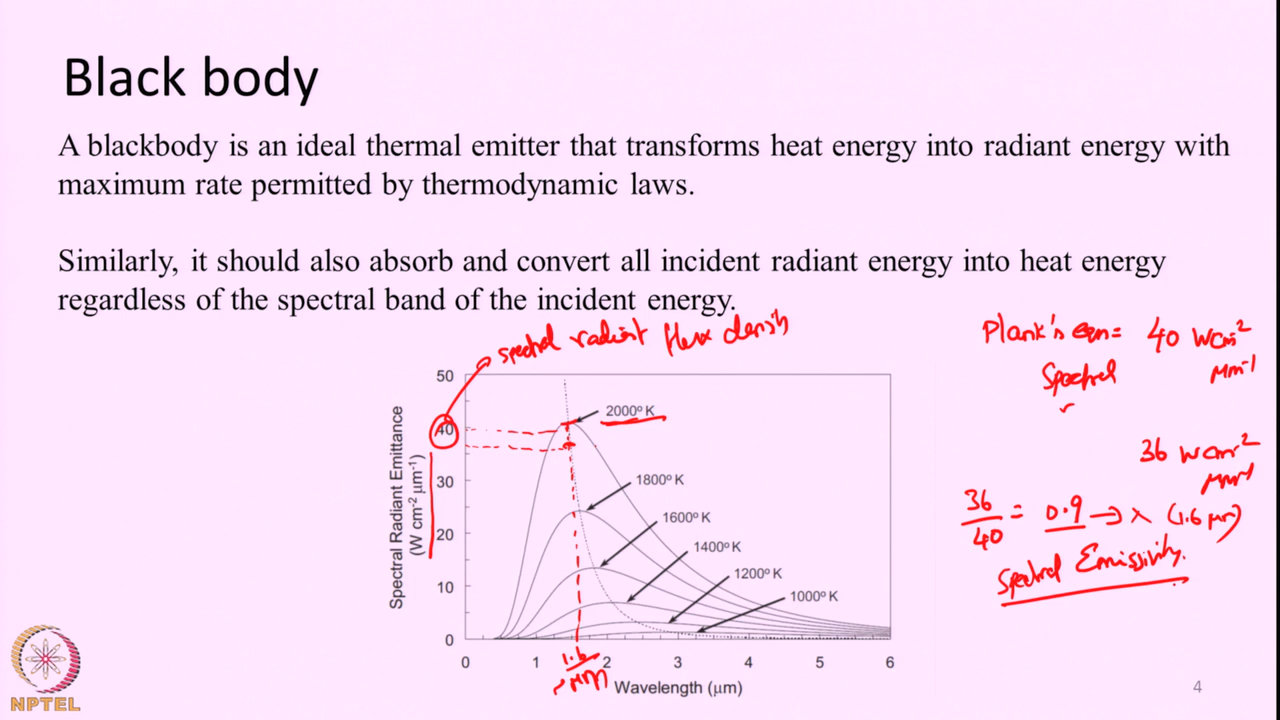 Black body
A blackbody is an ideal thermal emitter that transforms heat energy into radiant energy with
maximum rate permitted by thermodynamic laws.
Similarly, it should also absorb and convert all incident radiant energy into heat energy
regardless of the spectral band of the incident energy.
spectral radiant flux density
Plank's eqn = 40 W cm⁻²
μm⁻¹
Spectral
r
36 W cm⁻²
μm⁻¹
36/40 = 0.9 → λ (1.6 μm)
Spectral Emissivity.
Spectral Radiant Emittance
(W cm⁻² μm⁻¹)
50
40
30
20
10
0
2000° K
1800° K
1600° K
1400° K
1200° K
1000° K
0 1 2 3 4 5 6
1.6
μm
Wavelength (μm)
NPTEL
4